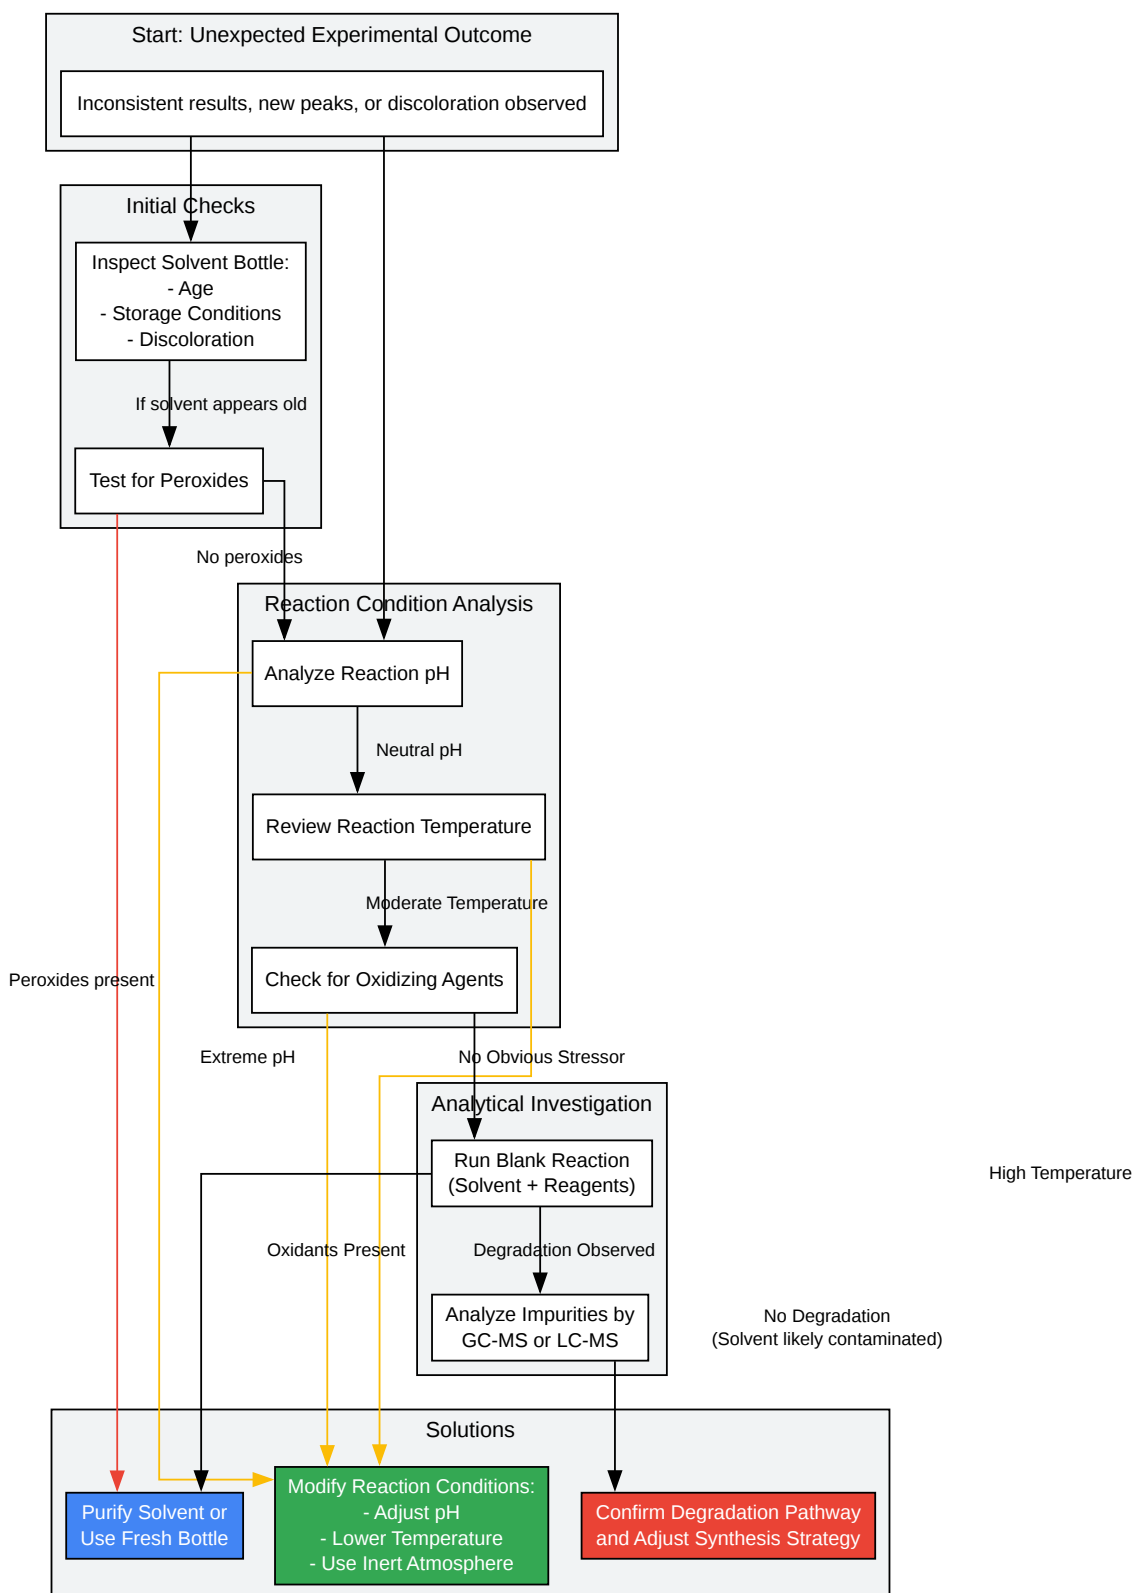 Start: Unexpected Experimental Outcome
Inconsistent results, new peaks, or discoloration observed
Initial Checks
Inspect Solvent Bottle:
- Age
- Storage Conditions
- Discoloration
If solvent appears old
Test for Peroxides
No peroxides
Reaction Condition Analysis
Analyze Reaction pH
Neutral pH
Review Reaction Temperature
Moderate Temperature
Check for Oxidizing Agents
Peroxides present
Extreme pH
No Obvious Stressor
Analytical Investigation
Run Blank Reaction
(Solvent + Reagents)
High Temperature
Oxidants Present
Degradation Observed
Analyze Impurities by
GC-MS or LC-MS
No Degradation
(Solvent likely contaminated)
Solutions
Purify Solvent or
Use Fresh Bottle
Modify Reaction Conditions:
- Adjust pH
- Lower Temperature
- Use Inert Atmosphere
Confirm Degradation Pathway
and Adjust Synthesis Strategy